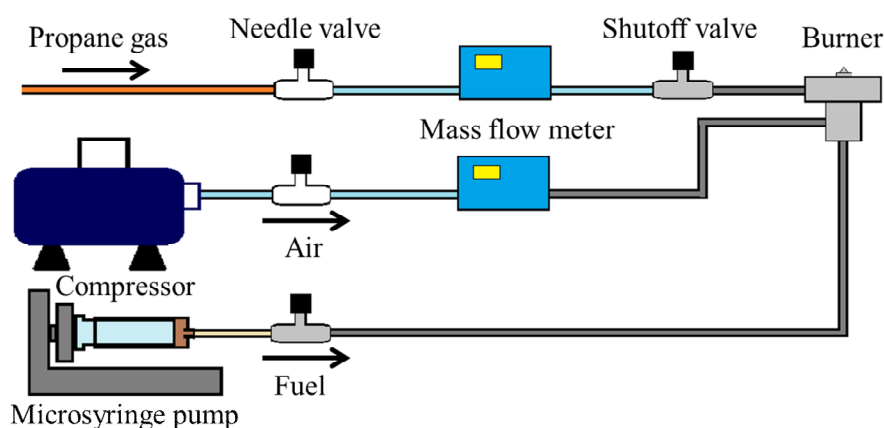 Propane gas
Needle valve
Shutoff valve
Burner
Mass flow meter
Air
Compressor
Fuel
Microsyringe pump